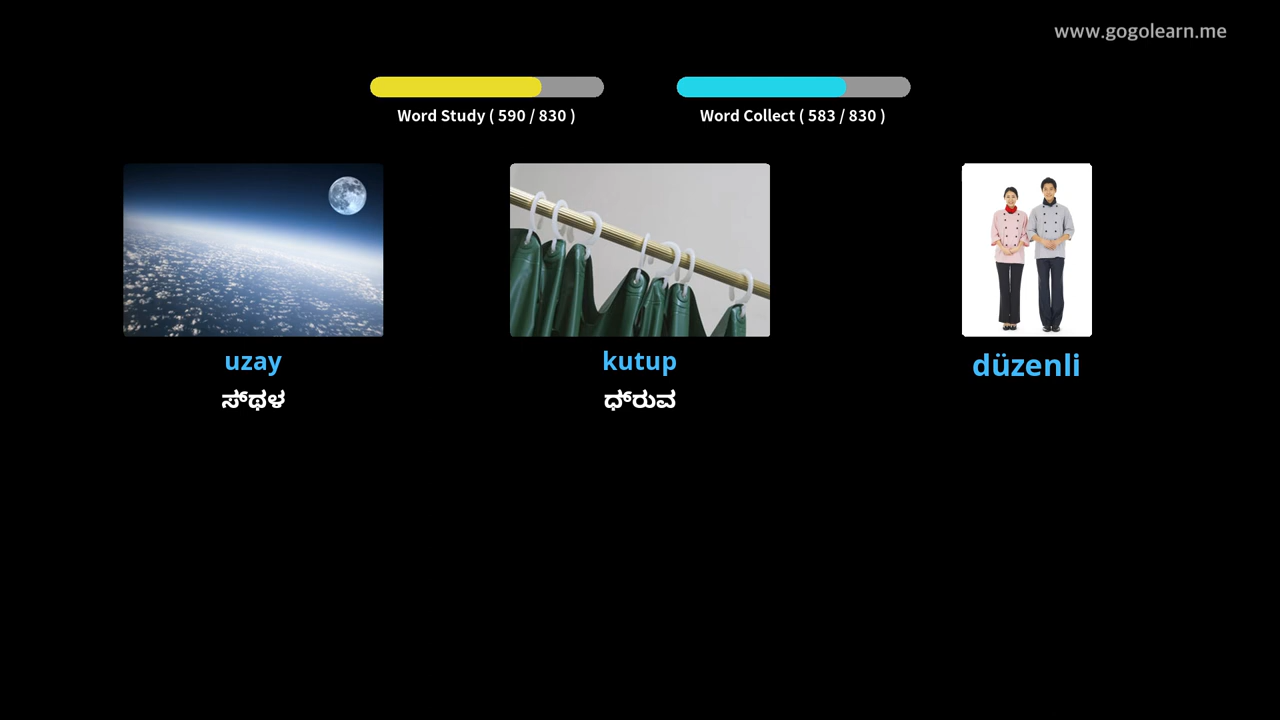 www.gogolearn.me
Word Study ( 590 / 830 )
Word Collect ( 583 / 830 )
uzay
ಸ್ಥಳ
kutup
ಧ್ರುವ
düzenli